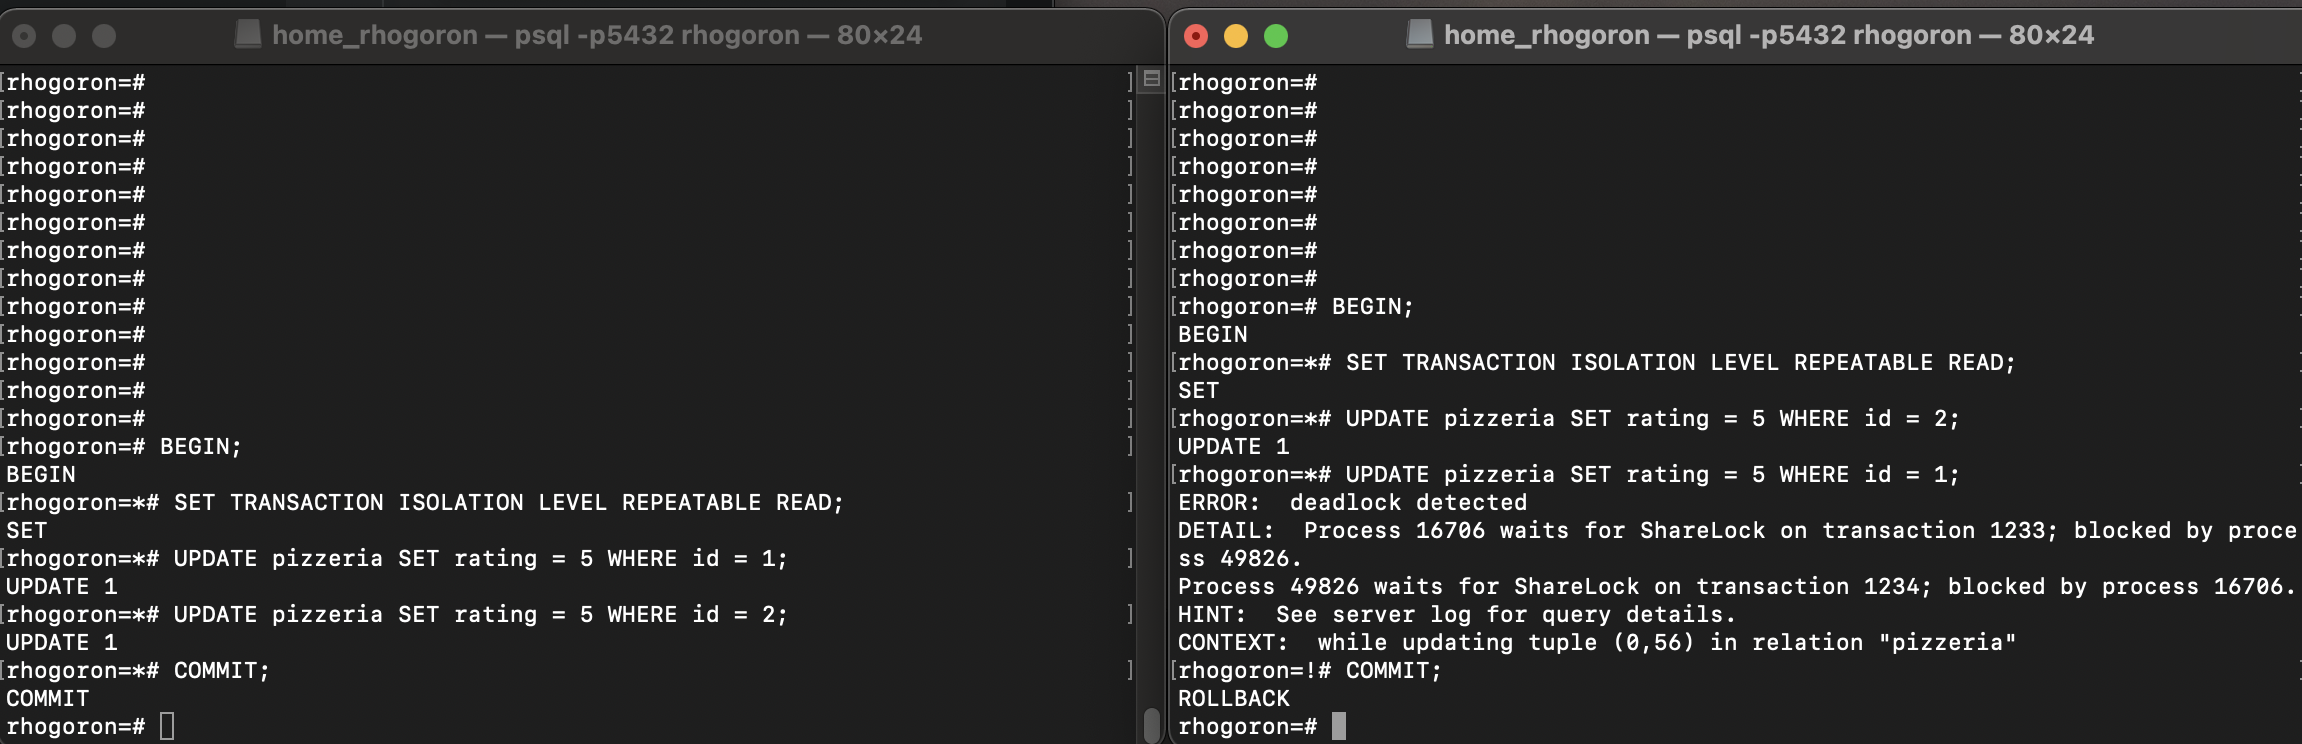 home_rhogoron — psql -p5432 rhogoron — 80×24
[rhogoron=# ]
[rhogoron=# ]
[rhogoron=# ]
[rhogoron=# ]
[rhogoron=# ]
[rhogoron=# ]
[rhogoron=# ]
[rhogoron=# ]
[rhogoron=# ]
[rhogoron=# ]
[rhogoron=# ]
[rhogoron=# ]
[rhogoron=# ]
[rhogoron=# BEGIN; ]
BEGIN
[rhogoron=*# SET TRANSACTION ISOLATION LEVEL REPEATABLE READ; ]
SET
[rhogoron=*# UPDATE pizzeria SET rating = 5 WHERE id = 1; ]
UPDATE 1
[rhogoron=*# UPDATE pizzeria SET rating = 5 WHERE id = 2; ]
UPDATE 1
[rhogoron=*# COMMIT; ]
COMMIT
rhogoron=#
home_rhogoron — psql -p5432 rhogoron — 80×24
[rhogoron=#
[rhogoron=#
[rhogoron=#
[rhogoron=#
[rhogoron=#
[rhogoron=#
[rhogoron=#
[rhogoron=#
[rhogoron=# BEGIN;
BEGIN
[rhogoron=*# SET TRANSACTION ISOLATION LEVEL REPEATABLE READ;
SET
[rhogoron=*# UPDATE pizzeria SET rating = 5 WHERE id = 2;
UPDATE 1
[rhogoron=*# UPDATE pizzeria SET rating = 5 WHERE id = 1;
ERROR:  deadlock detected
DETAIL:  Process 16706 waits for ShareLock on transaction 1233; blocked by proce
ss 49826.
Process 49826 waits for ShareLock on transaction 1234; blocked by process 16706.
HINT:  See server log for query details.
CONTEXT:  while updating tuple (0,56) in relation "pizzeria"
[rhogoron=!# COMMIT;
ROLLBACK
rhogoron=#